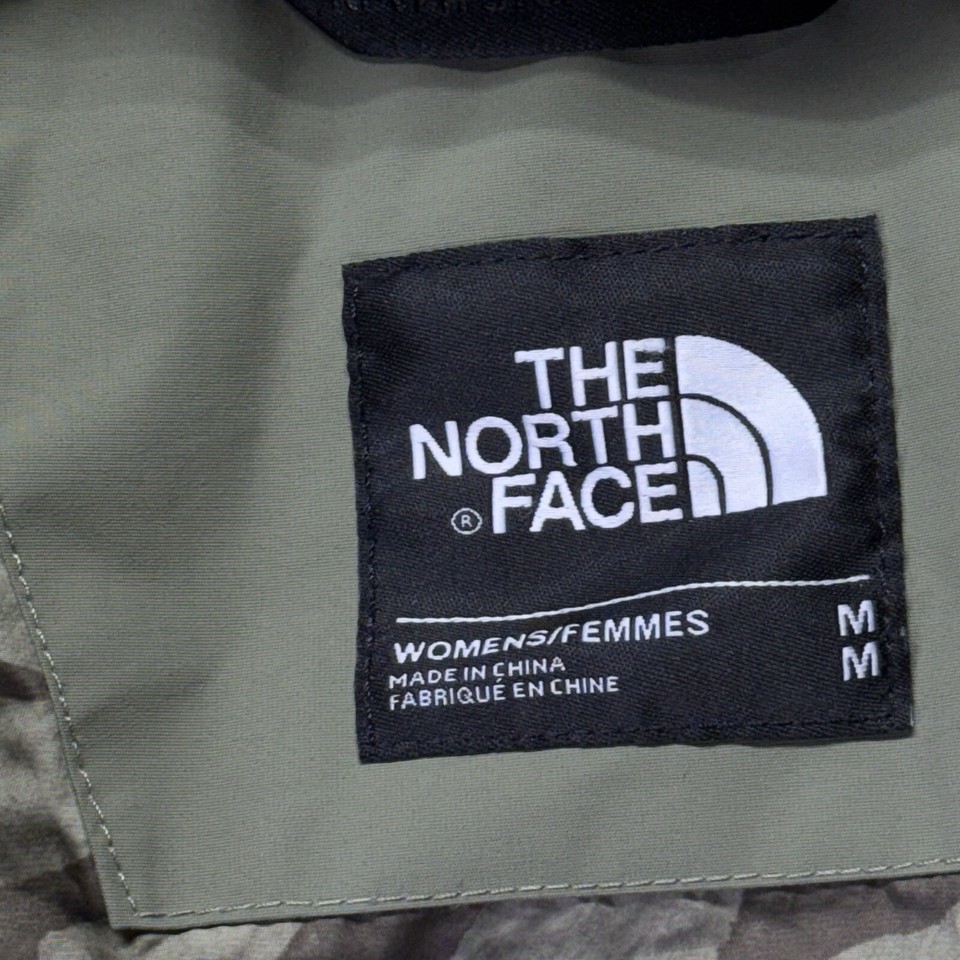 THE
NORTH
FACE
®
WOMENS/FEMMES M
MADE IN CHINA M
FABRIQUÉ EN CHINE